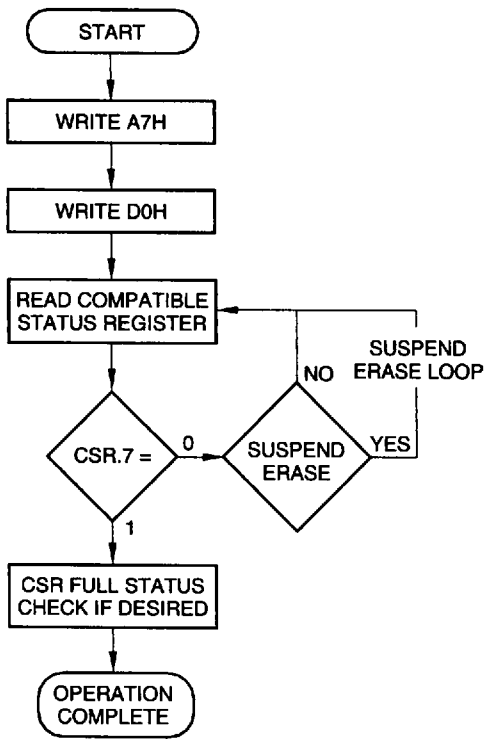 START
WRITE A7H
WRITE D0H
READ COMPATIBLE
STATUS REGISTER
SUSPEND
ERASE LOOP
NO
CSR.7 =
0
SUSPEND
ERASE
YES
1
CSR FULL STATUS
CHECK IF DESIRED
OPERATION
COMPLETE